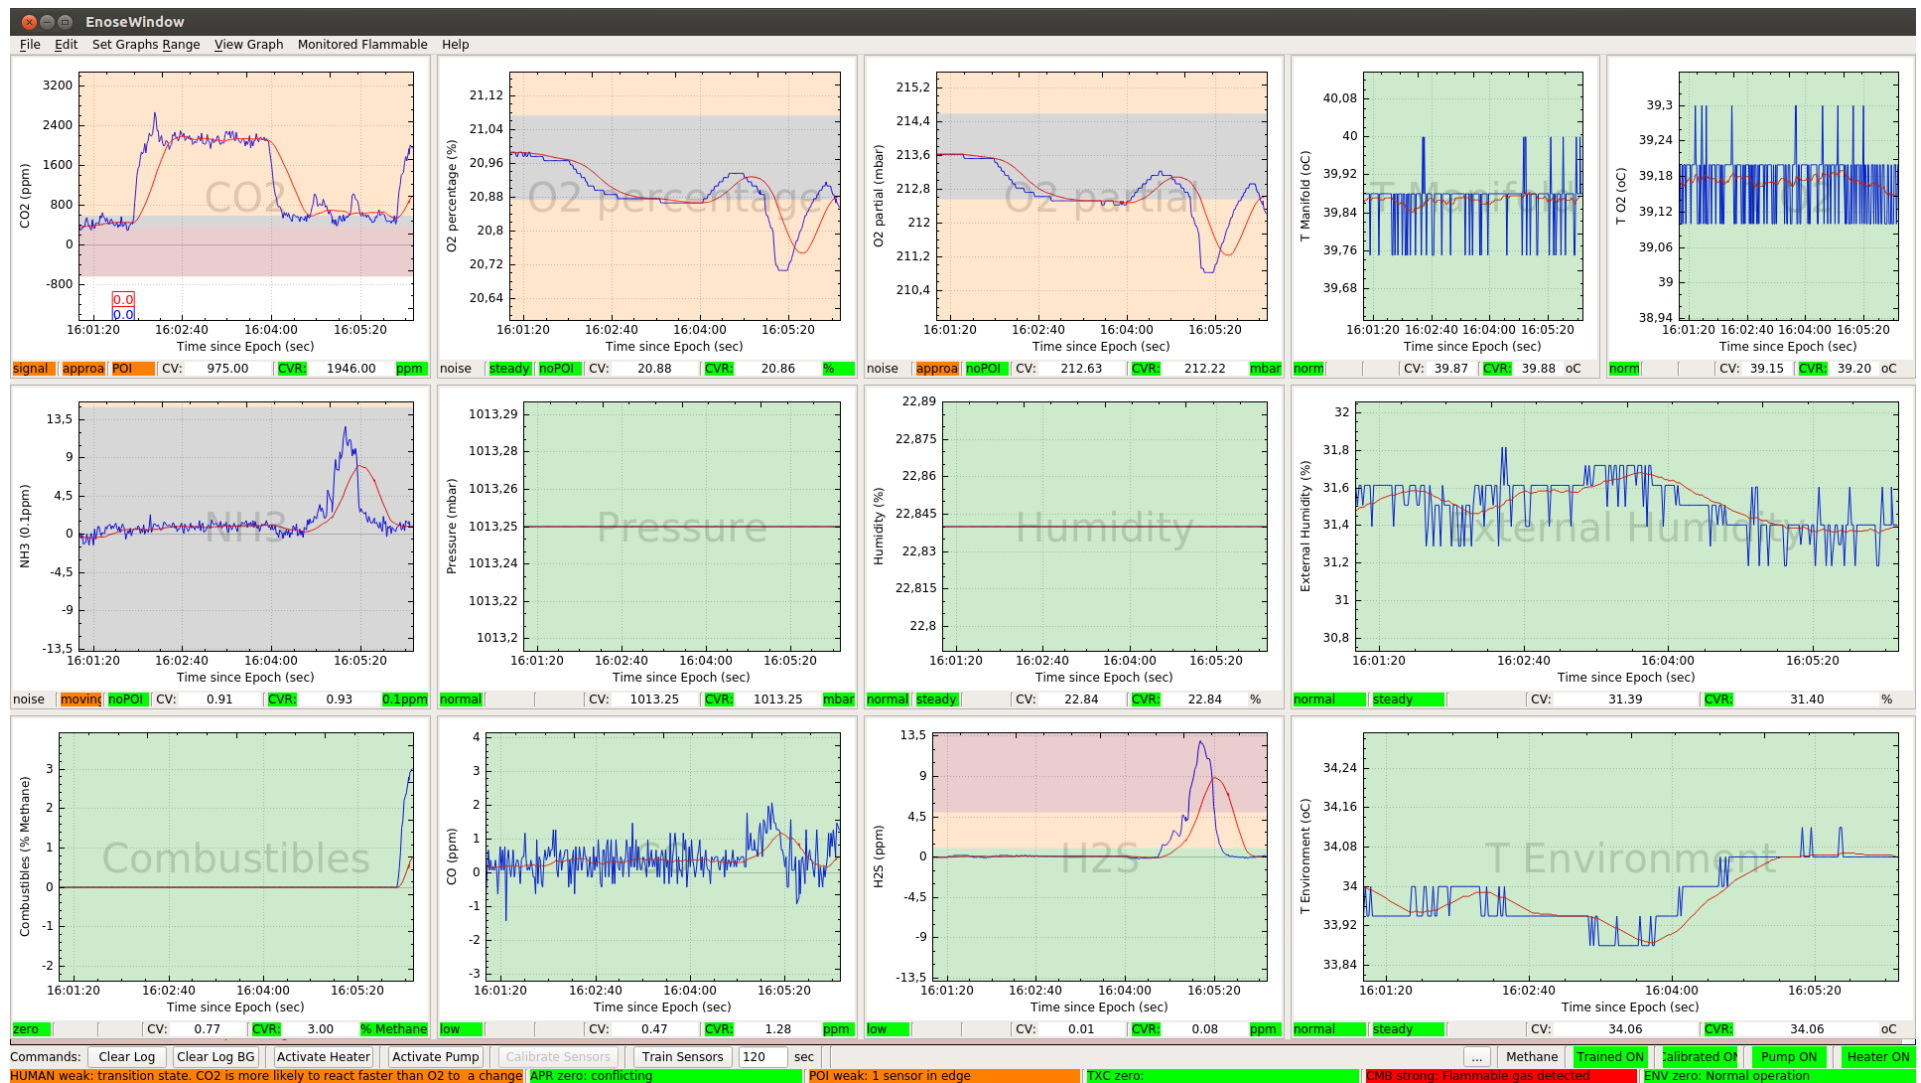 EnoseWindow
File Edit Set Graphs Range View Graph Monitored Flammable Help
CO2 (ppm)
3200
2400
1600
800
0
-800
CO2
0.0
0.0
16:01:20 16:02:40 16:04:00 16:05:20
Time since Epoch (sec)
signal approa POI CV: 975.00 CVR: 1946.00 ppm
O2 percentage (%)
21,12
21,04
20,96
20,88
20,8
20,72
20,64
O2 percentage
16:01:20 16:02:40 16:04:00 16:05:20
Time since Epoch (sec)
noise steady noPOI CV: 20.88 CVR: 20.86 %
O2 partial (mbar)
215,2
214,4
213,6
212,8
212
211,2
210,4
O2 partial
16:01:20 16:02:40 16:04:00 16:05:20
Time since Epoch (sec)
noise approa noPOI CV: 212.63 CVR: 212.22 mbar
T Manifold (oC)
40,08
40
39,92
39,84
39,76
39,68
T Manifold
16:01:20 16:02:40 16:04:00 16:05:20
Time since Epoch (sec)
norm CV: 39.87 CVR: 39.88 oC
T O2 (oC)
39,3
39,24
39,18
39,12
39,06
39
38,94
O2
16:01:20 16:02:40 16:04:00 16:05:20
Time since Epoch (sec)
norm CV: 39.15 CVR: 39.20 oC
NH3 (0.1ppm)
13,5
9
4,5
0
-4,5
-9
-13,5
NH3
16:01:20 16:02:40 16:04:00 16:05:20
Time since Epoch (sec)
noise moving noPOI CV: 0.91 CVR: 0.93 0.1ppm
Pressure (mbar)
1013,29
1013,28
1013,26
1013,25
1013,24
1013,22
1013,2
Pressure
16:01:20 16:02:40 16:04:00 16:05:20
Time since Epoch (sec)
normal CV: 1013.25 CVR: 1013.25 mbar
Humidity (%)
22,89
22,875
22,86
22,845
22,83
22,815
22,8
Humidity
16:01:20 16:02:40 16:04:00 16:05:20
Time since Epoch (sec)
normal steady CV: 22.84 CVR: 22.84 %
External Humidity (%)
32
31,8
31,6
31,4
31,2
31
30,8
External Humidity
16:01:20 16:02:40 16:04:00 16:05:20
Time since Epoch (sec)
normal steady CV: 31.39 CVR: 31.40 %
Combustibles (% Methane)
3
2
1
0
-1
-2
Combustibles
16:01:20 16:02:40 16:04:00 16:05:20
Time since Epoch (sec)
zero CV: 0.77 CVR: 3.00 % Methane
CO (ppm)
4
3
2
1
0
-1
-2
-3
CO
16:01:20 16:02:40 16:04:00 16:05:20
Time since Epoch (sec)
low CV: 0.47 CVR: 1.28 ppm
H2S (ppm)
13,5
9
4,5
0
-4,5
-9
-13,5
H2S
16:01:20 16:02:40 16:04:00 16:05:20
Time since Epoch (sec)
low CV: 0.01 CVR: 0.08 ppm
T Environment (oC)
34,24
34,16
34,08
34
33,92
33,84
T Environment
16:01:20 16:02:40 16:04:00 16:05:20
Time since Epoch (sec)
normal steady CV: 34.06 CVR: 34.06 oC
Commands: Clear Log Clear Log BG Activate Heater Activate Pump Calibrate Sensors Train Sensors 120 sec ... Methane Trained ON Calibrated ON Pump ON Heater ON
HUMAN weak: transition state. CO2 is more likely to react faster than O2 to a change APR zero: conflicting POI weak: 1 sensor in edge TXC zero: CMB strong: Flammable gas detected ENV zero: Normal operation